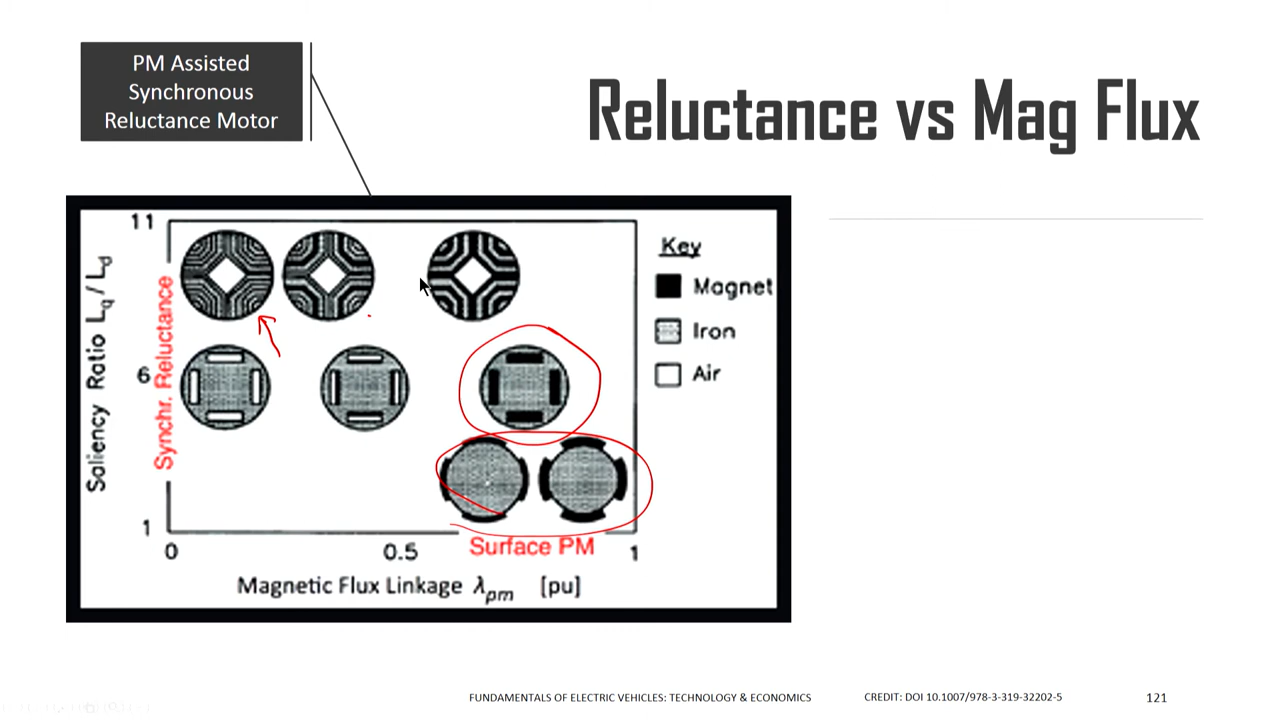 PM Assisted
Synchronous
Reluctance Motor
Reluctance vs Mag Flux
11
6
1
Saliency Ratio Lq / Ld
Synchr. Reluctance
Key
Magnet
Iron
Air
0
0.5
1
Surface PM
Magnetic Flux Linkage λpm [pu]
FUNDAMENTALS OF ELECTRIC VEHICLES: TECHNOLOGY & ECONOMICS
CREDIT: DOI 10.1007/978-3-319-32202-5
121